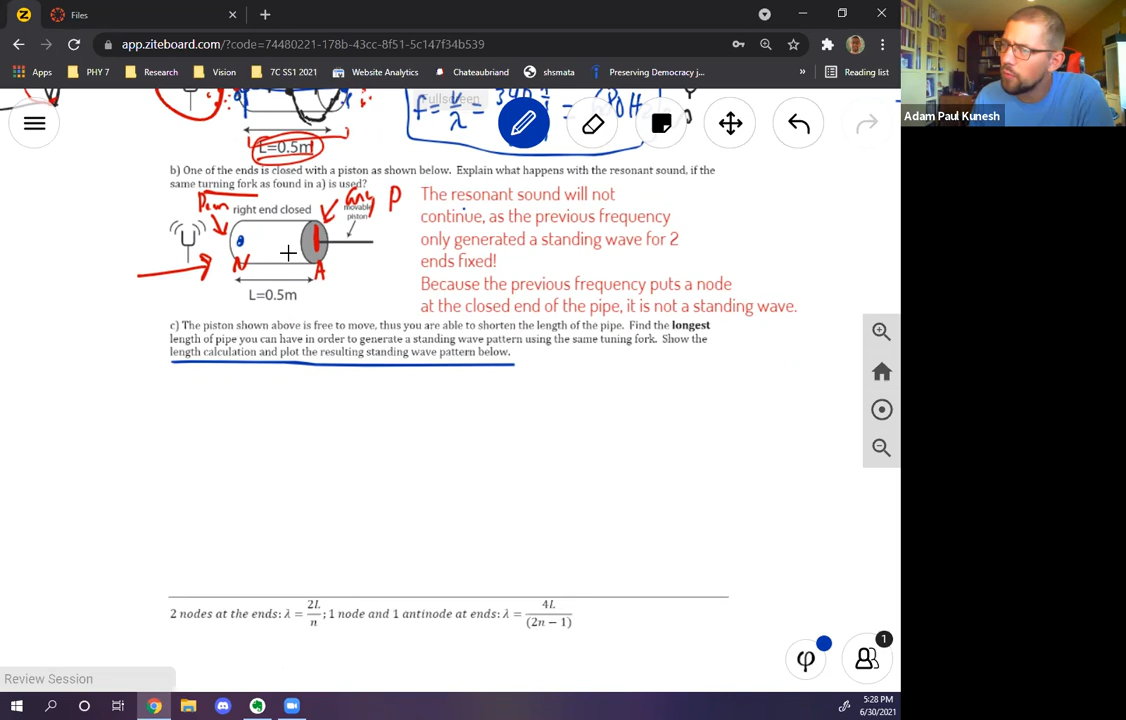 Files
app.ziteboard.com/?code=74480221-178b-43cc-8f51-5c147f34b539
Apps PHY 7 Research Vision 7C SS1 2021 Website Analytics Chateaubriand shsmata Preserving Democracy j... » Reading list
Fullscreen
Adam Paul Kunesh
L=0.5m
b) One of the ends is closed with a piston as shown below. Explain what happens with the resonant sound, if the
same turning fork as found in a) is used?
any P
right end closed
movable
piston
N
A
L=0.5m
The resonant sound will not
continue, as the previous frequency
only generated a standing wave for 2
ends fixed!
Because the previous frequency puts a node
at the closed end of the pipe, it is not a standing wave.
c) The piston shown above is free to move, thus you are able to shorten the length of the pipe. Find the longest
length of pipe you can have in order to generate a standing wave pattern using the same tuning fork. Show the
length calculation and plot the resulting standing wave pattern below.
2 nodes at the ends: λ = 2L/n; 1 node and 1 antinode at ends: λ = 4L/(2n − 1)
1
Review Session
5:28 PM
6/30/2021